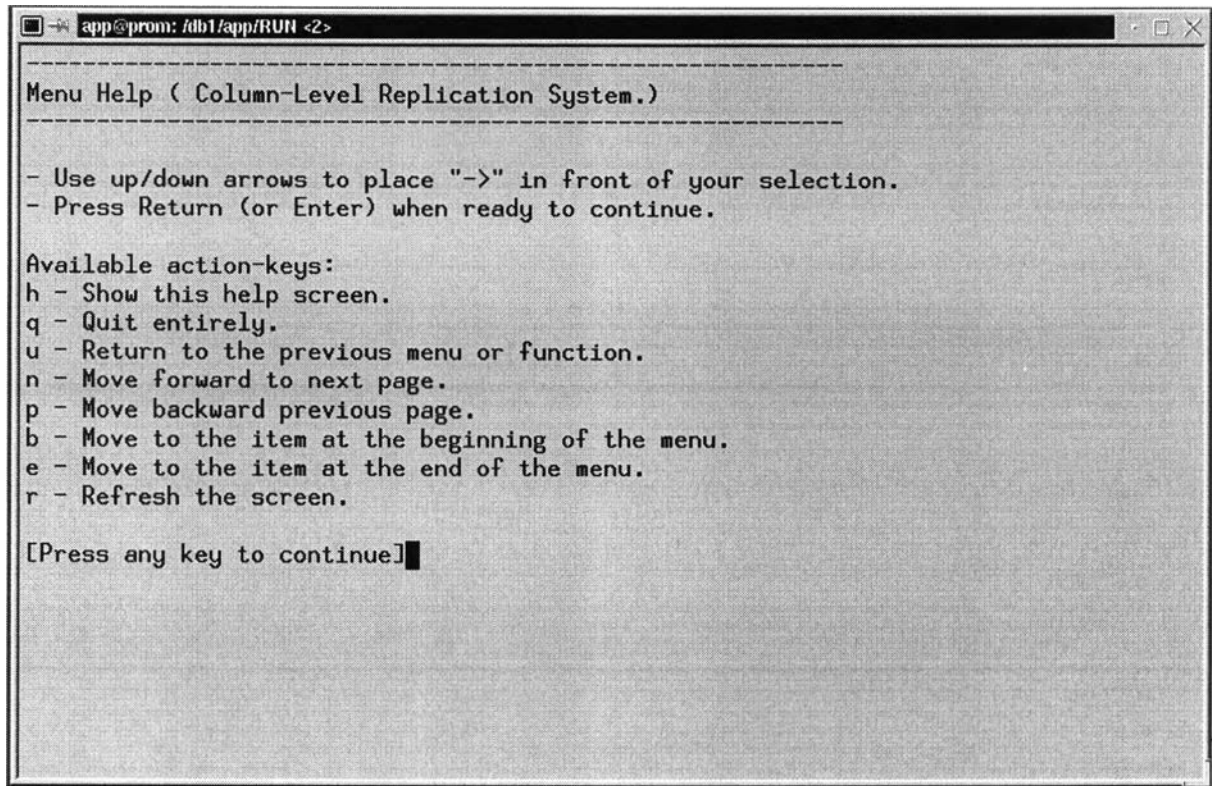 app@prom: /db1/app/RUN <2>
----------------------------------------------------------
Menu Help ( Column-Level Replication System.)
----------------------------------------------------------
- Use up/down arrows to place "->" in front of your selection.
- Press Return (or Enter) when ready to continue.
Available action-keys:
h - Show this help screen.
q - Quit entirely.
u - Return to the previous menu or function.
n - Move forward to next page.
p - Move backward previous page.
b - Move to the item at the beginning of the menu.
e - Move to the item at the end of the menu.
r - Refresh the screen.
[Press any key to continue]